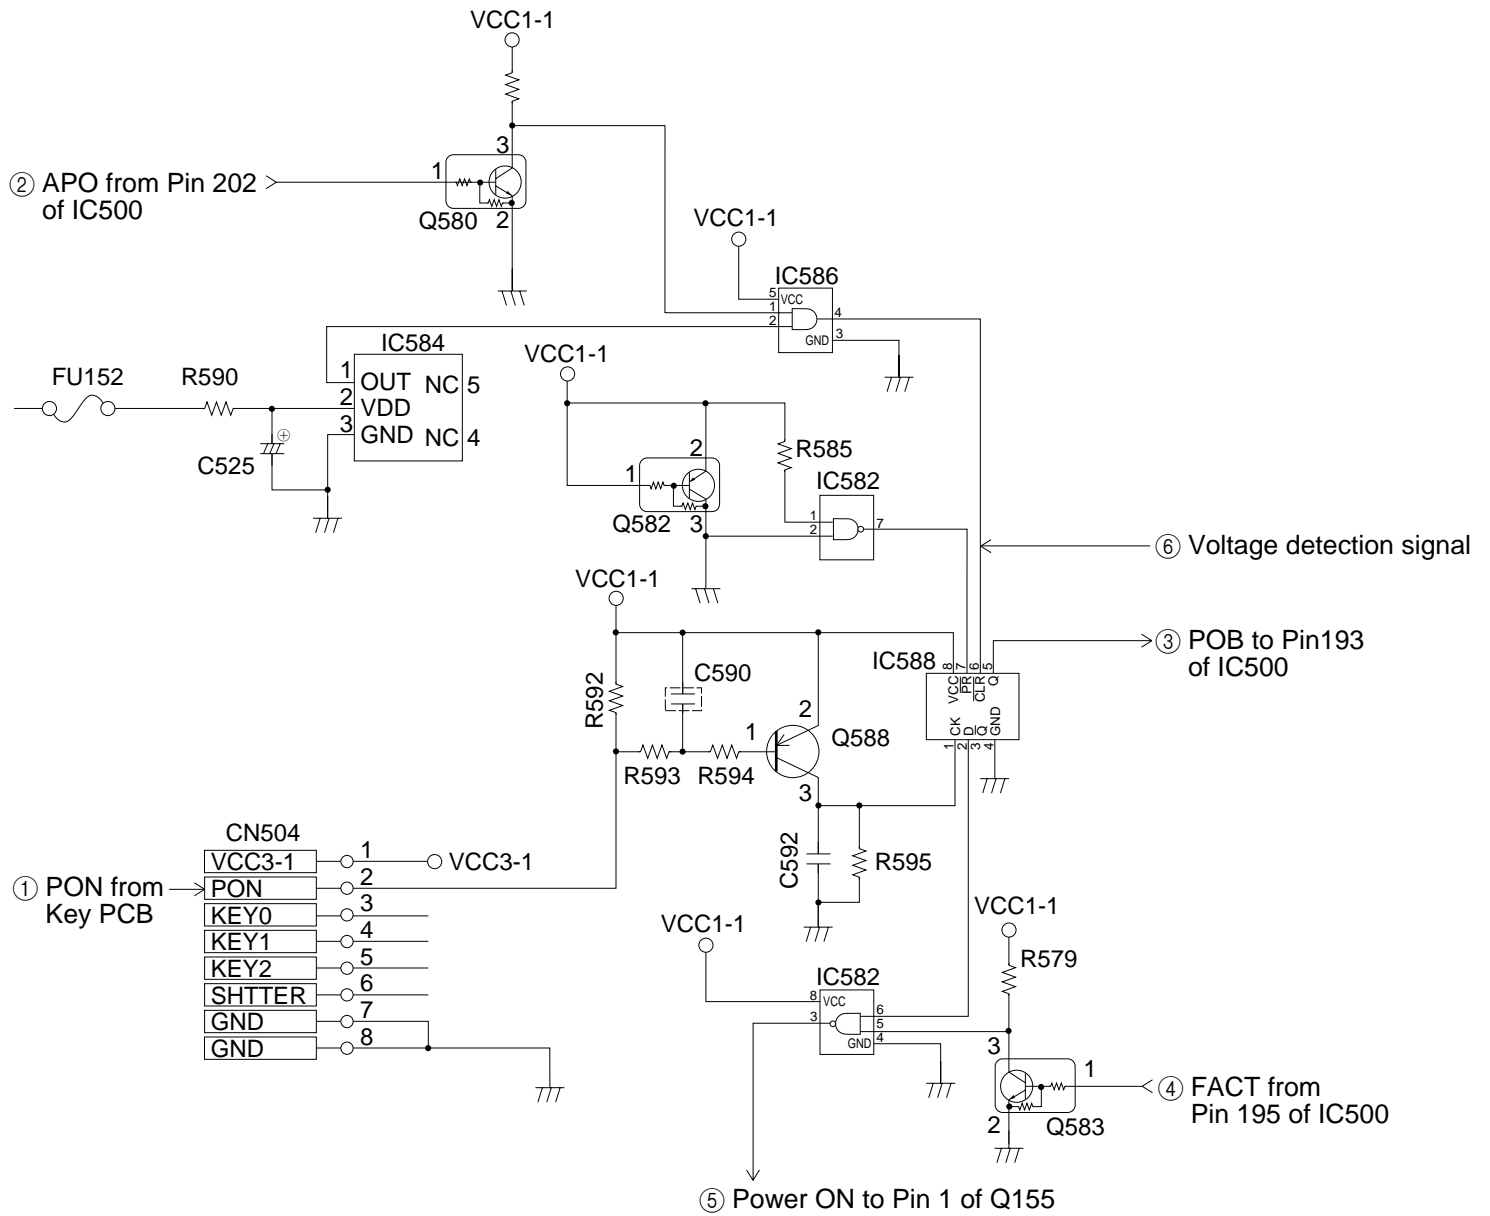 VCC1-1
3
② APO from Pin 202
of IC500
1
Q580
2
VCC1-1
IC586
5 VCC
1
2
4
GND 3
FU152
R590
C525
IC584
1 OUT NC 5
2 VDD
3 GND NC 4
VCC1-1
2
1
Q582
3
R585
IC582
1
2
7
⑥ Voltage detection signal
VCC1-1
③ POB to Pin193
of IC500
IC588
8 7 6 5
VCC PR CLR Q
CK D Q GND
1 2 3 4
R592
C590
R593
R594
1
2
Q588
3
C592
R595
CN504
VCC3-1 1 VCC3-1
① PON from
Key PCB
PON 2
KEY0 3
KEY1 4
KEY2 5
SHTTER 6
GND 7
GND 8
VCC1-1
IC582
8 VCC
3
6
5
GND 4
VCC1-1
R579
3
1
2
Q583
④ FACT from
Pin 195 of IC500
⑤ Power ON to Pin 1 of Q155